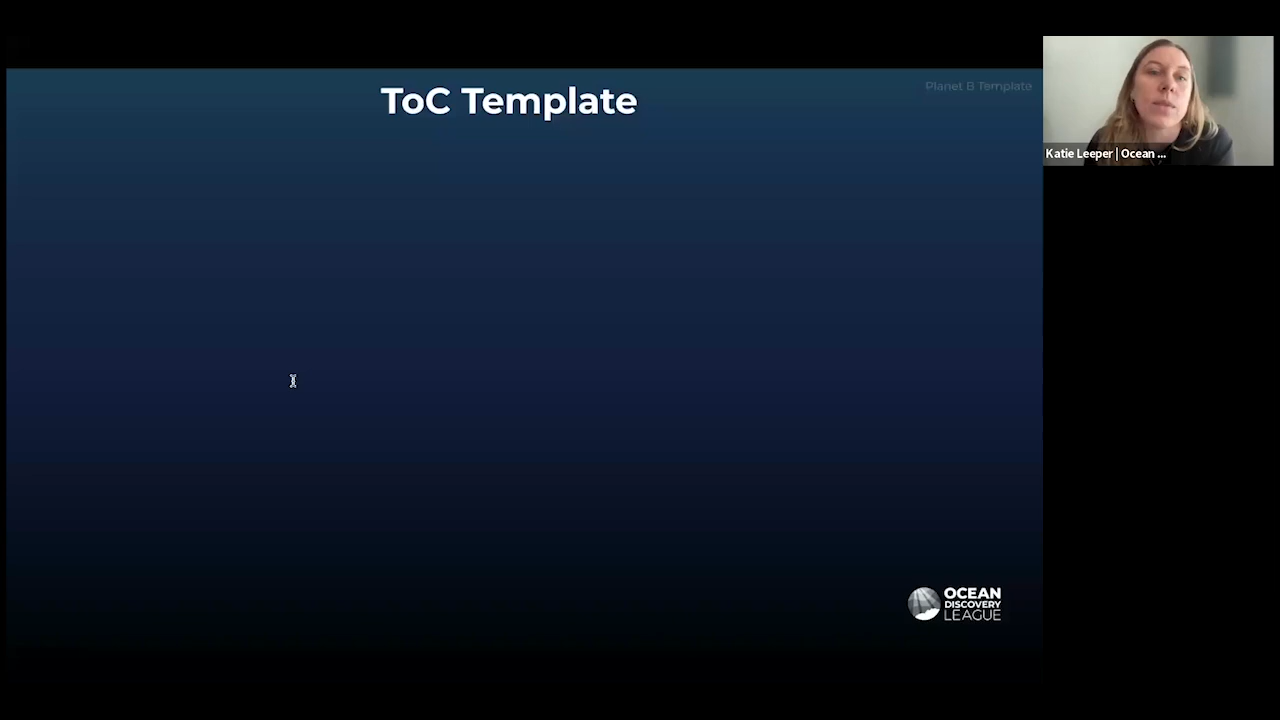 ToC Template
Planet B Template
Katie Leeper | Ocean ...
OCEAN
DISCOVERY
LEAGUE